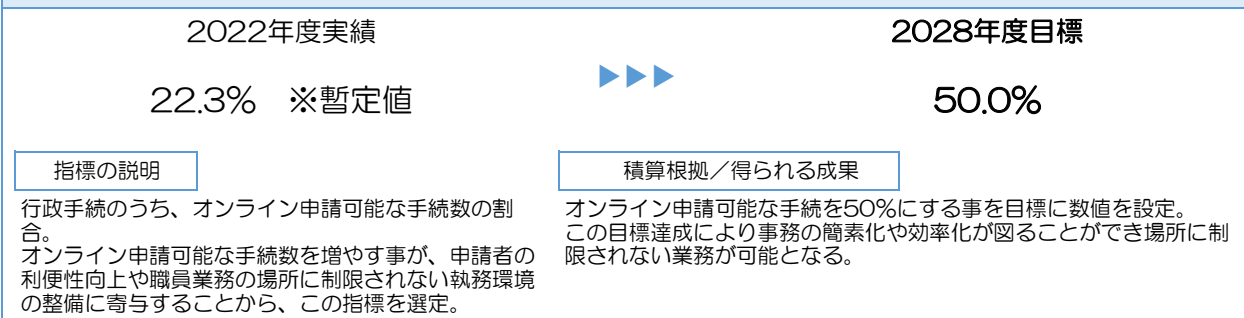 2022年度実績
2028年度目標
22.3% ※暫定値
▶▶▶
50.0%
指標の説明
行政手続のうち、オンライン申請可能な手続数の割
合。
オンライン申請可能な手続数を増やす事が、申請者の
利便性向上や職員業務の場所に制限されない執務環境
の整備に寄与することから、この指標を選定。
積算根拠／得られる成果
オンライン申請可能な手続を50%にする事を目標に数値を設定。
この目標達成により事務の簡素化や効率化が図ることができ場所に制
限されない業務が可能となる。